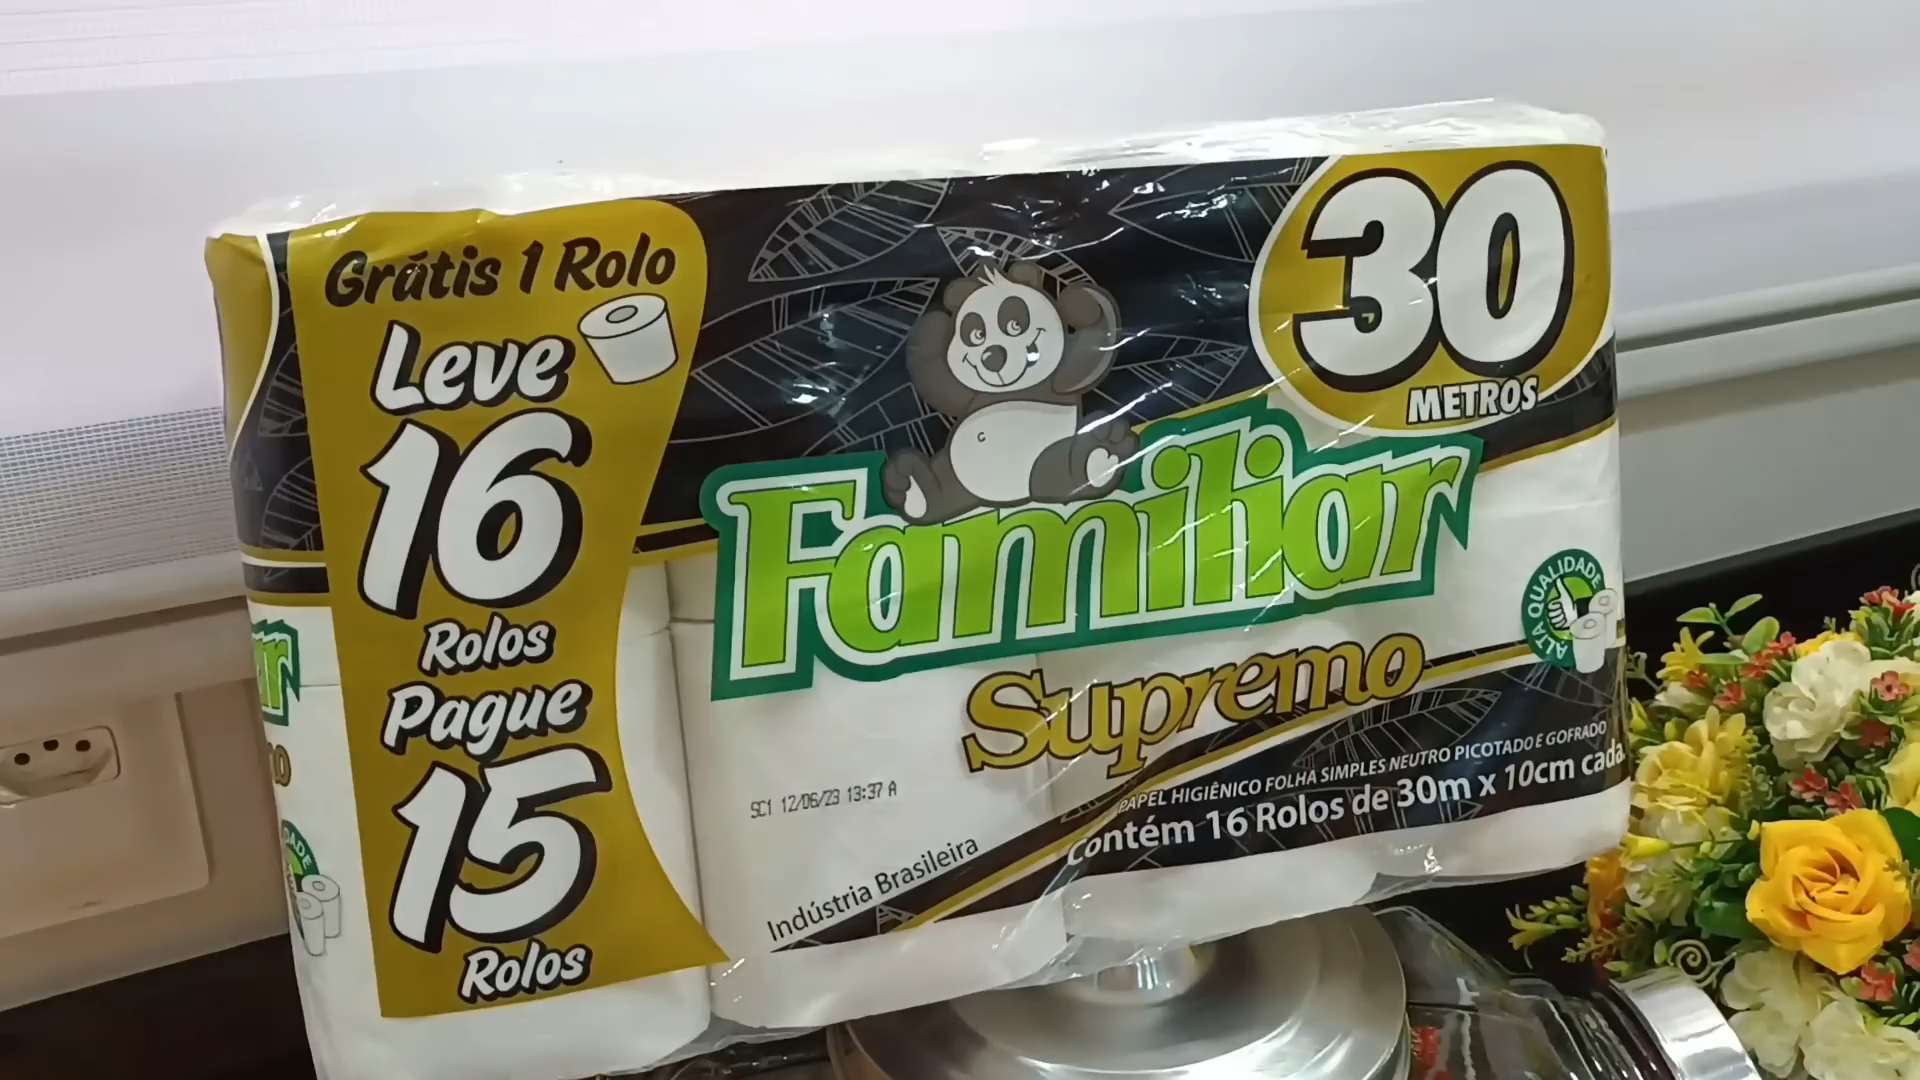 Grátis 1 Rolo
Leve
16
Rolos
Pague
15
Rolos
30
METROS
Familiar
Supremo
ALTA QUALIDADE
SC1 12/06/23 13:37 A
Indústria Brasileira
PAPEL HIGIÊNICO FOLHA SIMPLES NEUTRO PICOTADO E GOFRADO
Contém 16 Rolos de 30m x 10cm cada